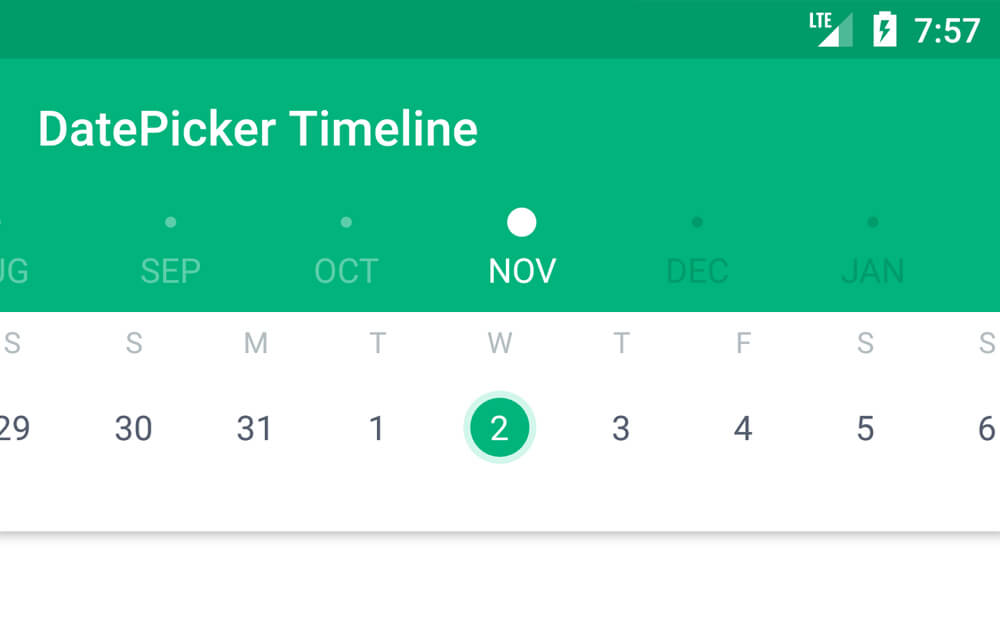 LTE 7:57
DatePicker Timeline
UG SEP OCT NOV DEC JAN
S S M T W T F S S
29 30 31 1 2 3 4 5 6